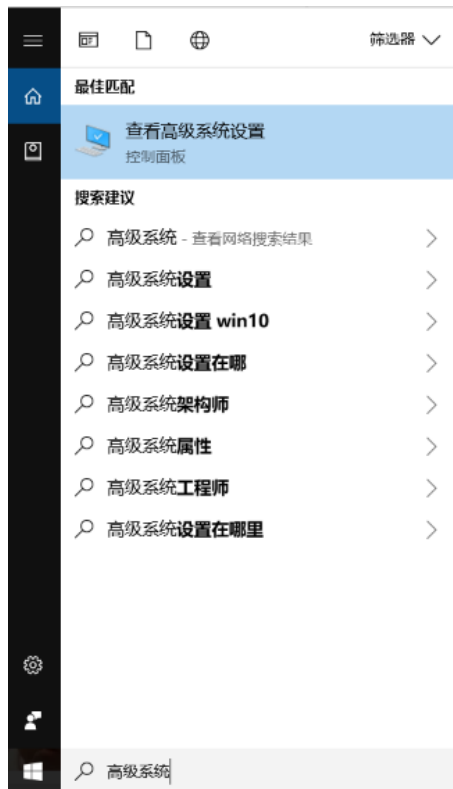 筛选器
最佳匹配
查看高级系统设置
控制面板
搜索建议
高级系统 - 查看网络搜索结果
高级系统设置
高级系统设置 win10
高级系统设置在哪
高级系统架构师
高级系统属性
高级系统工程师
高级系统设置在哪里
高级系统